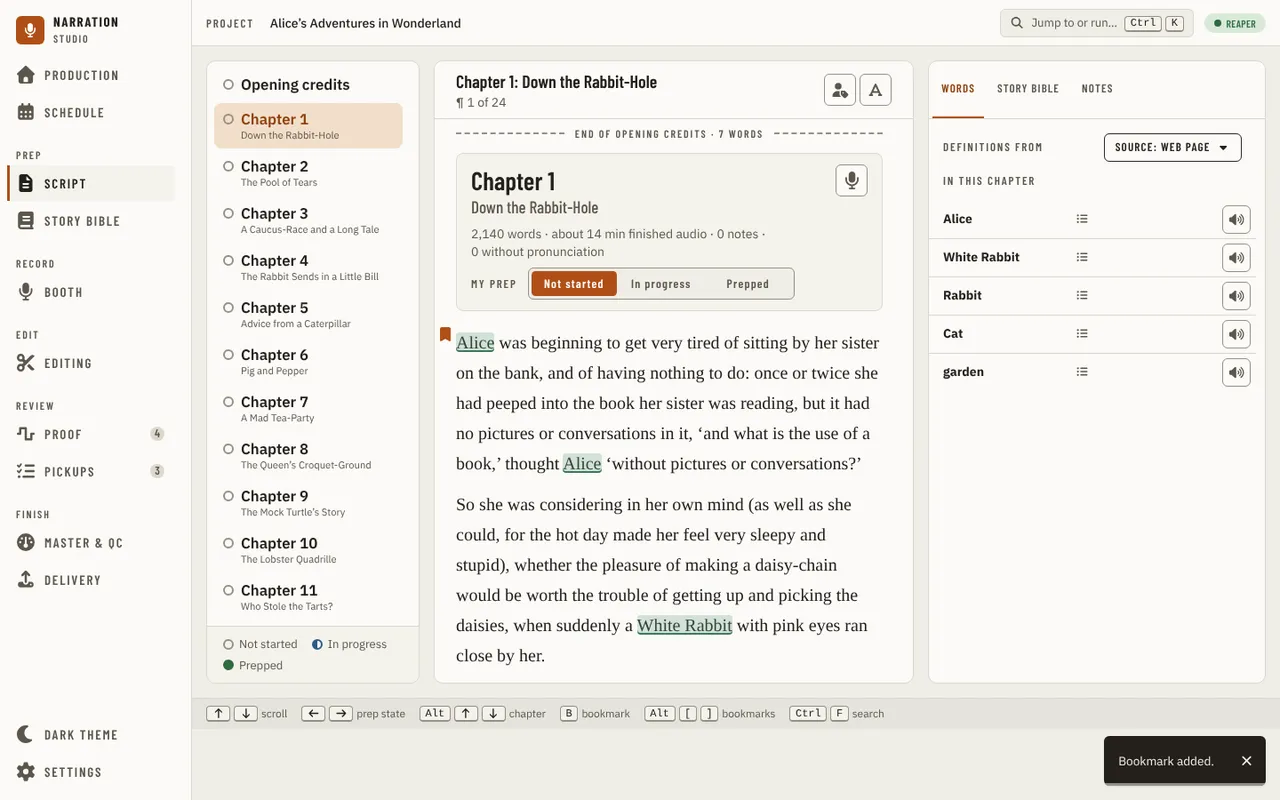 NARRATION
STUDIO
PRODUCTION
SCHEDULE
PREP
SCRIPT
STORY BIBLE
RECORD
BOOTH
EDIT
EDITING
REVIEW
PROOF 4
PICKUPS 3
FINISH
MASTER & QC
DELIVERY
DARK THEME
SETTINGS
PROJECT Alice’s Adventures in Wonderland
Jump to or run… Ctrl K
REAPER
Opening credits
Chapter 1
Down the Rabbit-Hole
Chapter 2
The Pool of Tears
Chapter 3
A Caucus-Race and a Long Tale
Chapter 4
The Rabbit Sends in a Little Bill
Chapter 5
Advice from a Caterpillar
Chapter 6
Pig and Pepper
Chapter 7
A Mad Tea-Party
Chapter 8
The Queen’s Croquet-Ground
Chapter 9
The Mock Turtle’s Story
Chapter 10
The Lobster Quadrille
Chapter 11
Who Stole the Tarts?
Not started In progress
Prepped
Chapter 1: Down the Rabbit-Hole
¶ 1 of 24
A
END OF OPENING CREDITS · 7 WORDS
Chapter 1
Down the Rabbit-Hole
2,140 words · about 14 min finished audio · 0 notes ·
0 without pronunciation
MY PREP Not started In progress Prepped
Alice was beginning to get very tired of sitting by her sister
on the bank, and of having nothing to do: once or twice she
had peeped into the book her sister was reading, but it had
no pictures or conversations in it, ‘and what is the use of a
book,’ thought Alice ‘without pictures or conversations?’
So she was considering in her own mind (as well as she
could, for the hot day made her feel very sleepy and
stupid), whether the pleasure of making a daisy-chain
would be worth the trouble of getting up and picking the
daisies, when suddenly a White Rabbit with pink eyes ran
close by her.
WORDS STORY BIBLE NOTES
DEFINITIONS FROM SOURCE: WEB PAGE
IN THIS CHAPTER
Alice
White Rabbit
Rabbit
Cat
garden
↑ ↓ scroll ← → prep state Alt ↑ ↓ chapter B bookmark Alt [ ] bookmarks Ctrl F search
Bookmark added. ✕